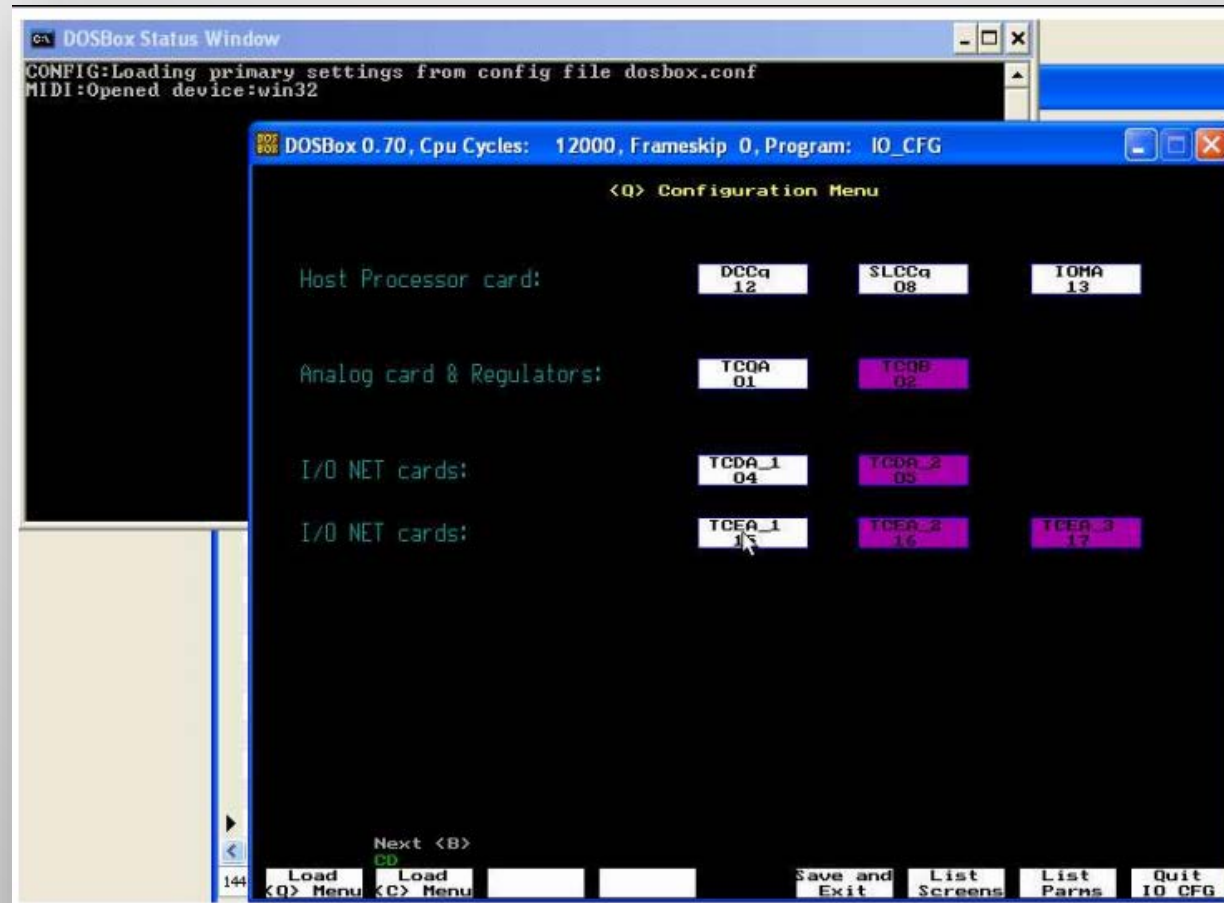 DOSBox Status Window
CONFIG:Loading primary settings from config file dosbox.conf
MIDI:Opened device:win32
DOSBox 0.70, Cpu Cycles: 12000, Frameskip 0, Program: IO_CFG
<Q> Configuration Menu
Host Processor card: DCCq SLCCq IOMA
12 08 13
Analog card & Regulators: TCQA TCQB
01 02
I/O NET cards: TCDA_1 TCDA_2
04 05
I/O NET cards: TCEA_1 TCEA_2 TCEA_3
16 17
Next <B>
CD
144
Load Load Save and List List Quit
<Q> Menu <C> Menu Exit Screens Parms IO CFG